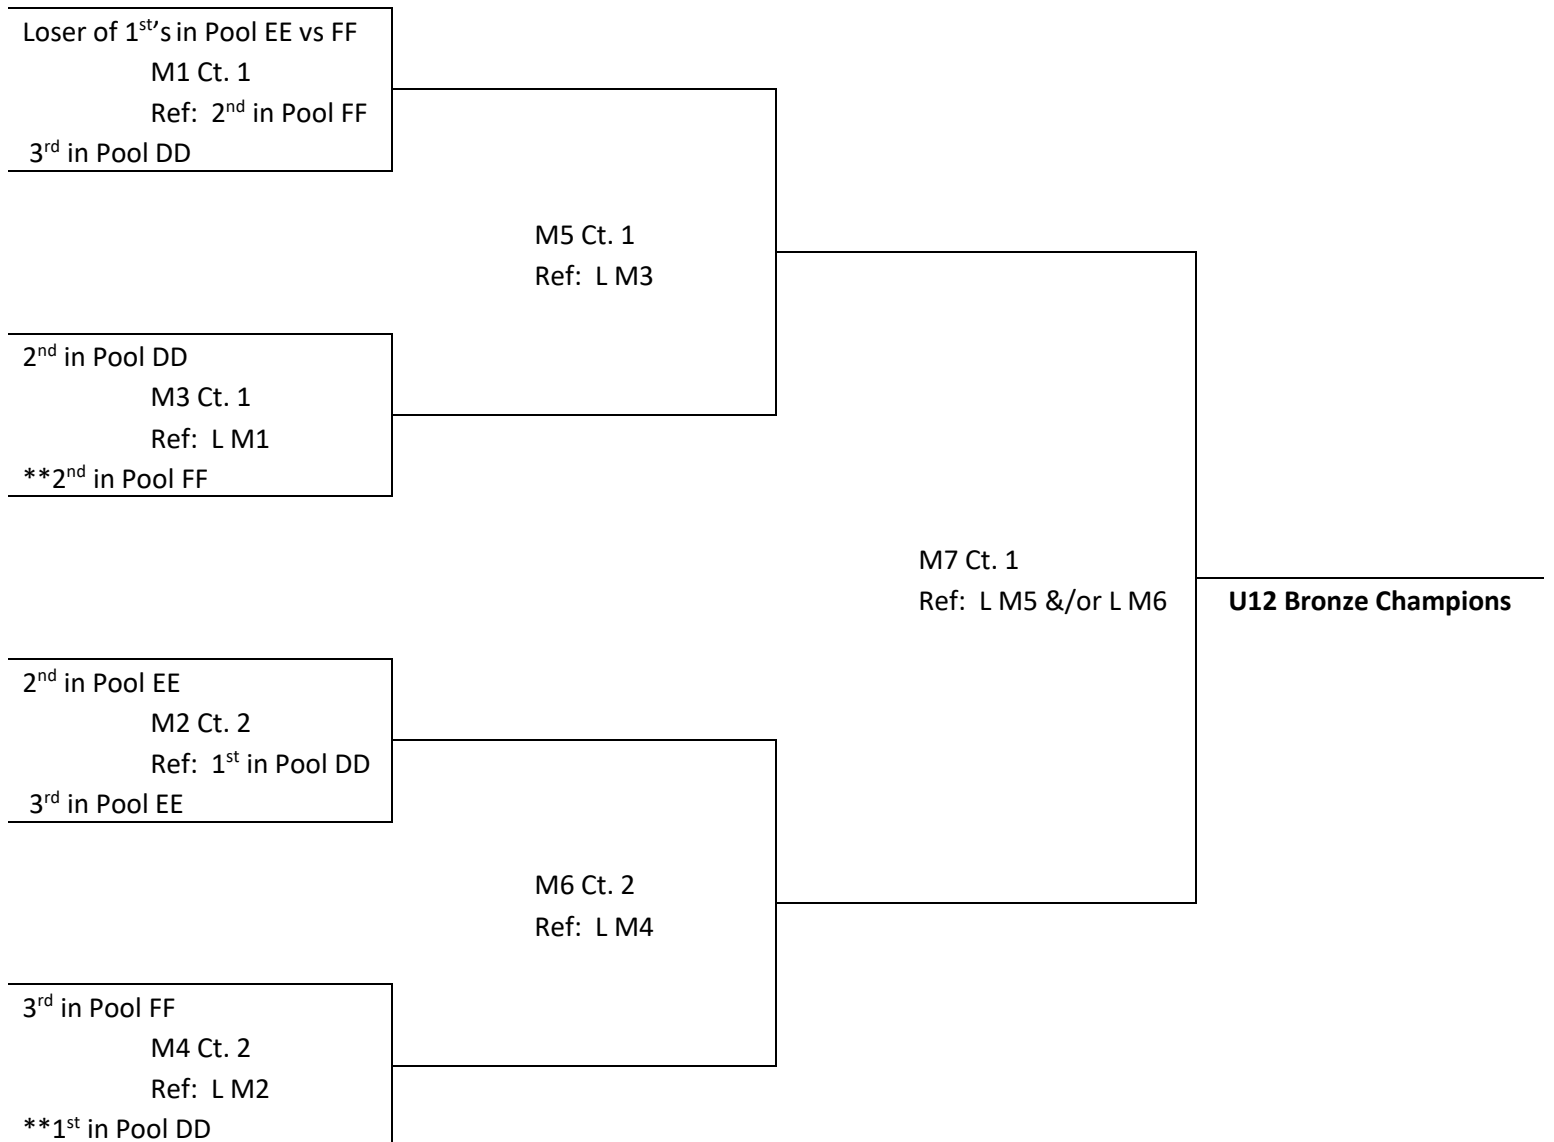 Loser of 1st's in Pool EE vs FF
M1 Ct. 1
Ref: 2nd in Pool FF
3rd in Pool DD
M5 Ct. 1
Ref: L M3
2nd in Pool DD
M3 Ct. 1
Ref: L M1
**2nd in Pool FF
M7 Ct. 1
Ref: L M5 &/or L M6
U12 Bronze Champions
2nd in Pool EE
M2 Ct. 2
Ref: 1st in Pool DD
3rd in Pool EE
M6 Ct. 2
Ref: L M4
3rd in Pool FF
M4 Ct. 2
Ref: L M2
**1st in Pool DD